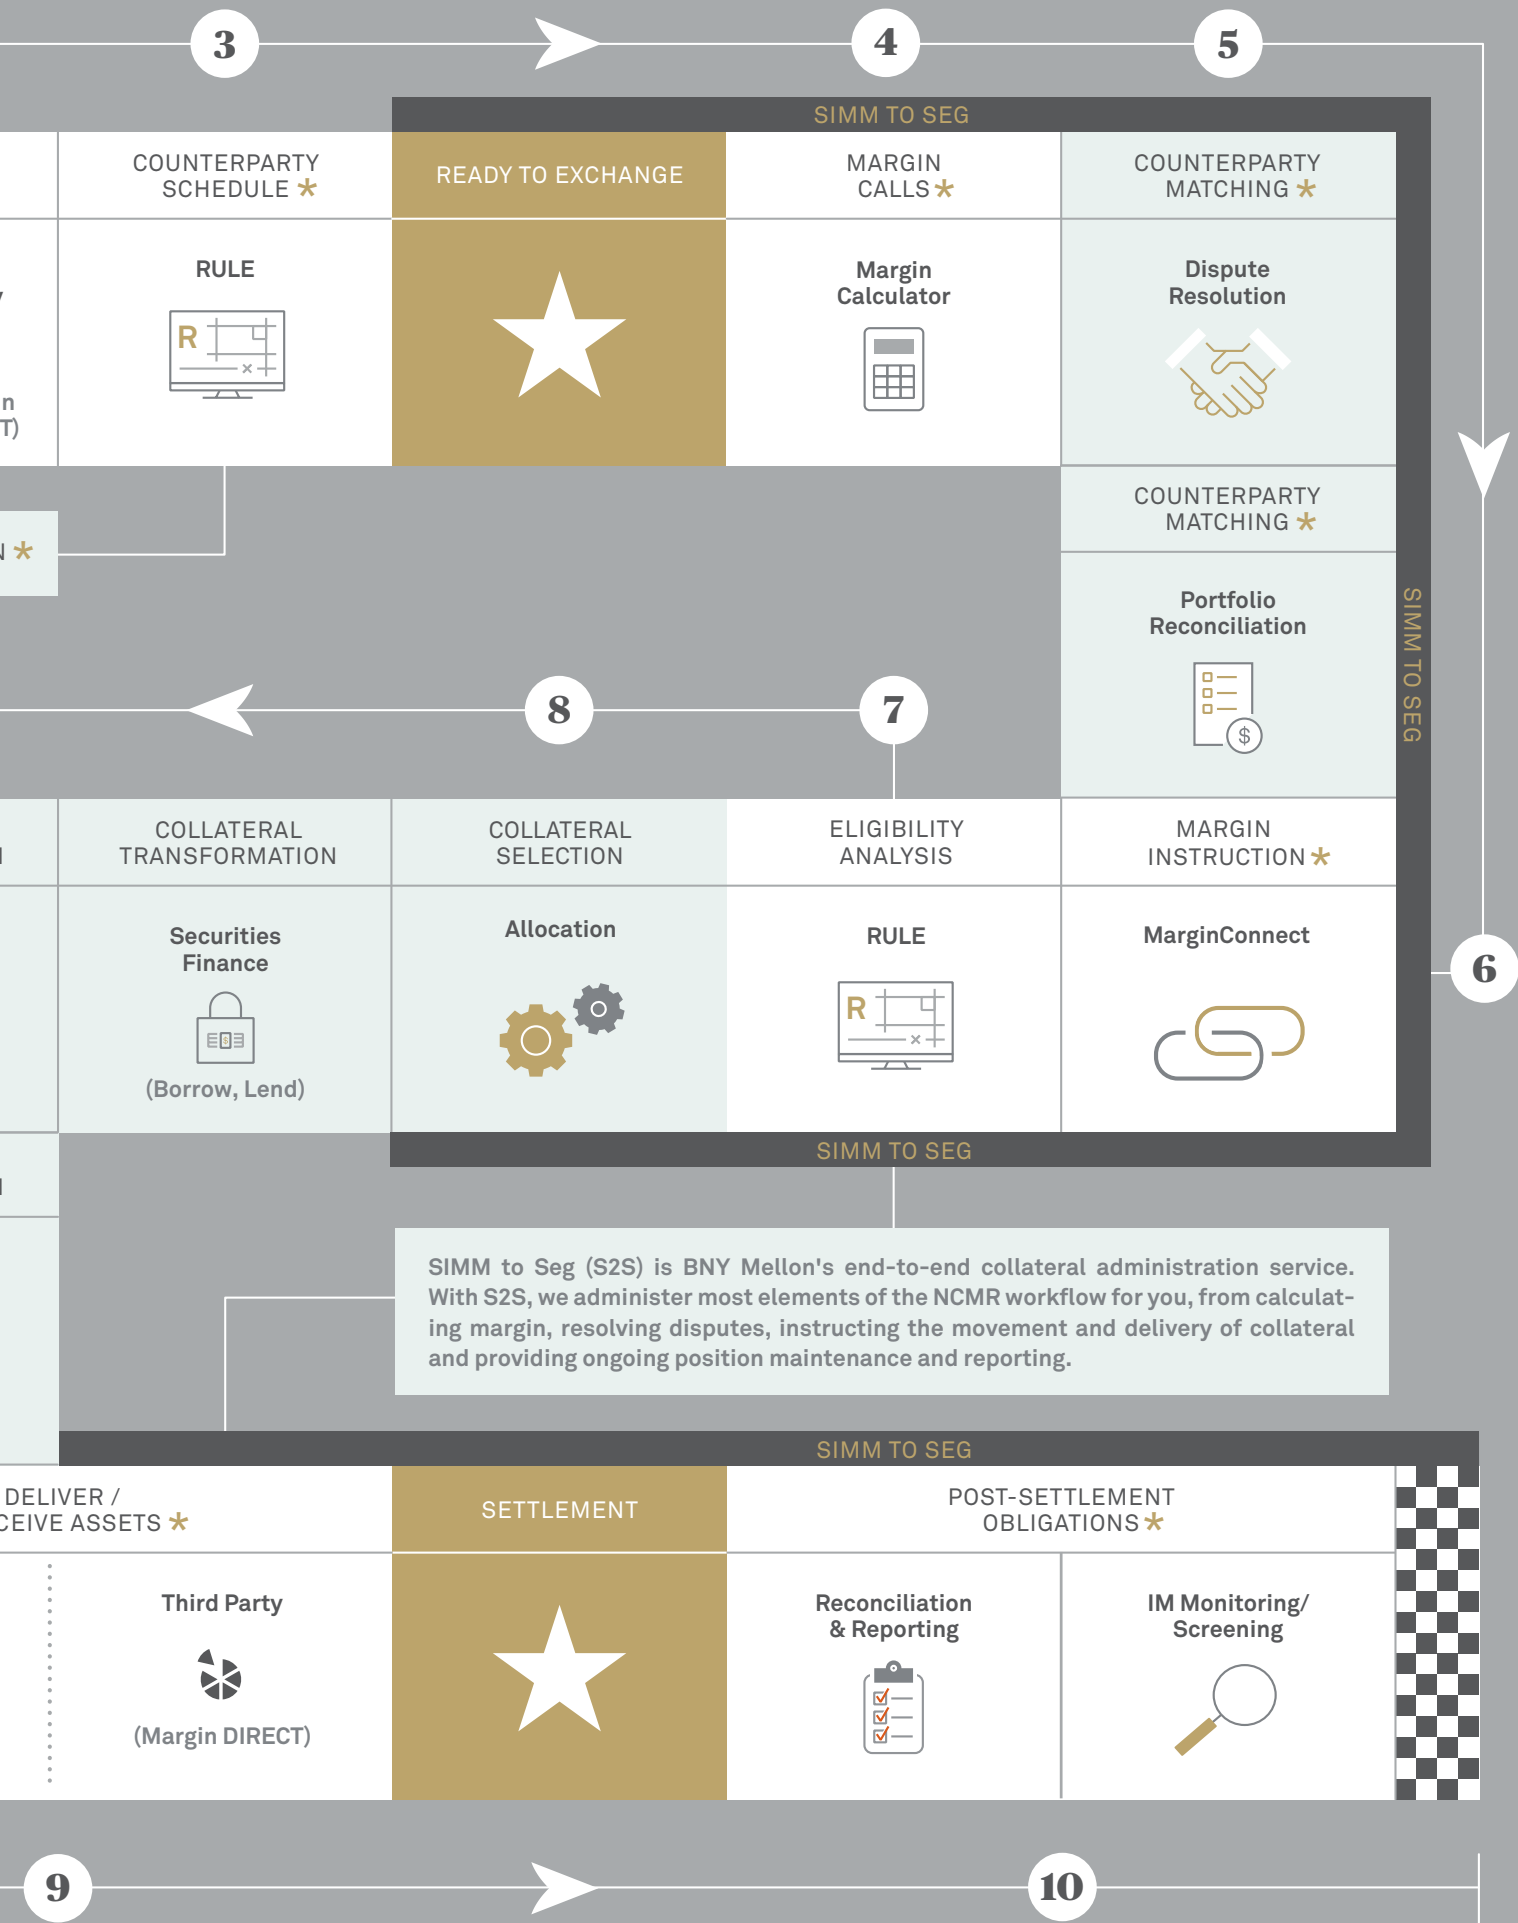 3
4
5
SIMM TO SEG
COUNTERPARTY
SCHEDULE *
READY TO EXCHANGE
MARGIN
CALLS *
COUNTERPARTY
MATCHING *
RULE
R
Margin
Calculator
Dispute
Resolution
n
T)
COUNTERPARTY
MATCHING *
N *
Portfolio
Reconciliation
$
SIMM TO SEG
8
7
COLLATERAL
TRANSFORMATION
COLLATERAL
SELECTION
ELIGIBILITY
ANALYSIS
MARGIN
INSTRUCTION *
Securities
Finance
$
(Borrow, Lend)
Allocation
RULE
R
MarginConnect
6
SIMM TO SEG
SIMM to Seg (S2S) is BNY Mellon's end-to-end collateral administration service.
With S2S, we administer most elements of the NCMR workflow for you, from calculat-
ing margin, resolving disputes, instructing the movement and delivery of collateral
and providing ongoing position maintenance and reporting.
SIMM TO SEG
DELIVER /
CEIVE ASSETS *
SETTLEMENT
POST-SETTLEMENT
OBLIGATIONS *
Third Party
(Margin DIRECT)
Reconciliation
& Reporting
IM Monitoring/
Screening
9
10